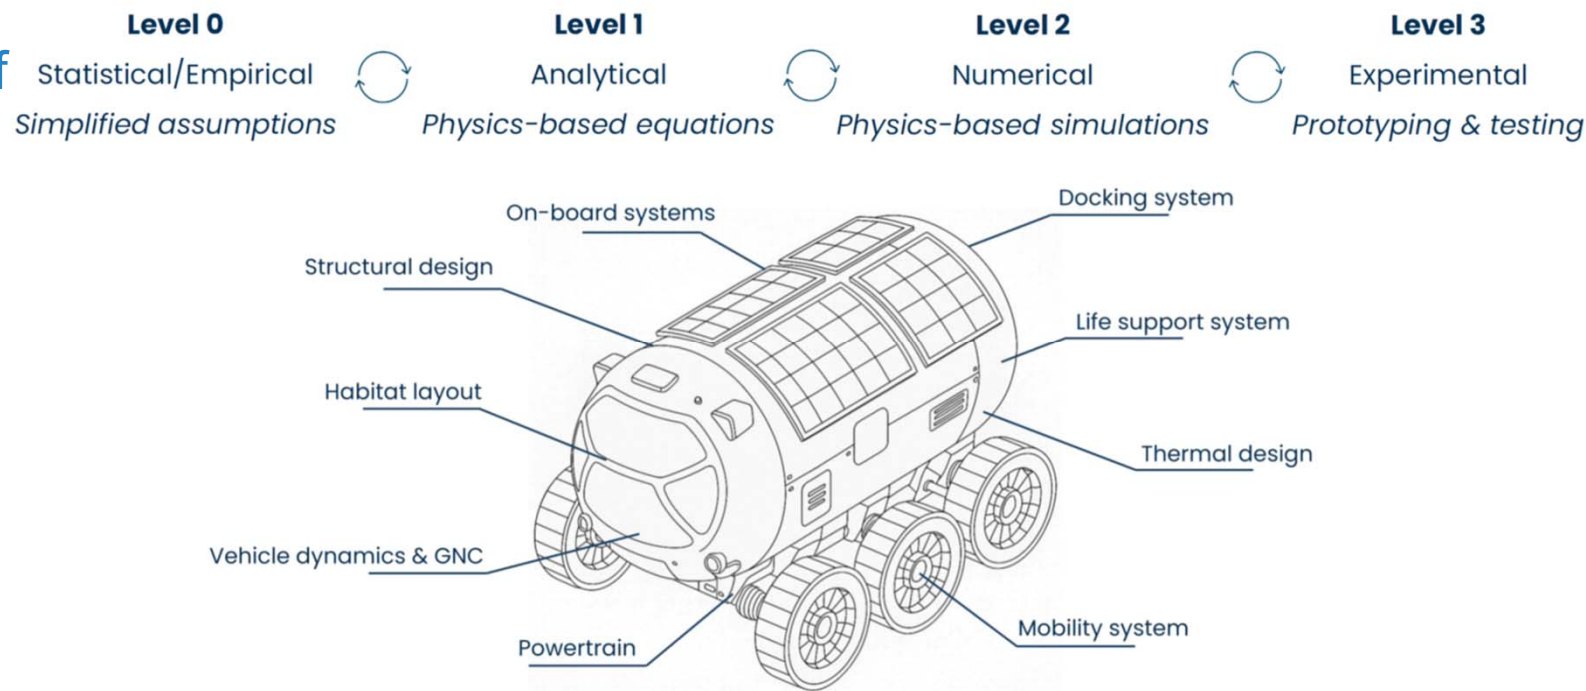 Level 0
Level 1
Level 2
Level 3
f
Statistical/Empirical
Analytical
Numerical
Experimental
Simplified assumptions
Physics-based equations
Physics-based simulations
Prototyping & testing
Docking system
On-board systems
Structural design
Life support system
Habitat layout
Thermal design
Vehicle dynamics & GNC
Mobility system
Powertrain